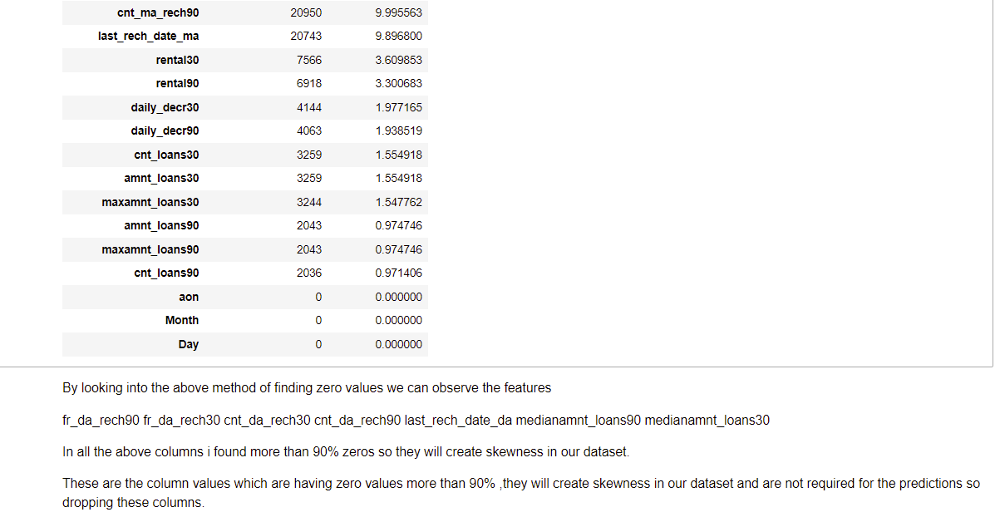 cnt_ma_rech90 20950 9.995563
last_rech_date_ma 20743 9.896800
rental30 7566 3.609853
rental90 6918 3.300683
daily_decr30 4144 1.977165
daily_decr90 4063 1.938519
cnt_loans30 3259 1.554918
amnt_loans30 3259 1.554918
maxamnt_loans30 3244 1.547762
amnt_loans90 2043 0.974746
maxamnt_loans90 2043 0.974746
cnt_loans90 2036 0.971406
aon 0 0.000000
Month 0 0.000000
Day 0 0.000000
By looking into the above method of finding zero values we can observe the features
fr_da_rech90 fr_da_rech30 cnt_da_rech30 cnt_da_rech90 last_rech_date_da medianamnt_loans90 medianamnt_loans30
In all the above columns i found more than 90% zeros so they will create skewness in our dataset.
These are the column values which are having zero values more than 90% ,they will create skewness in our dataset and are not required for the predictions so
dropping these columns.